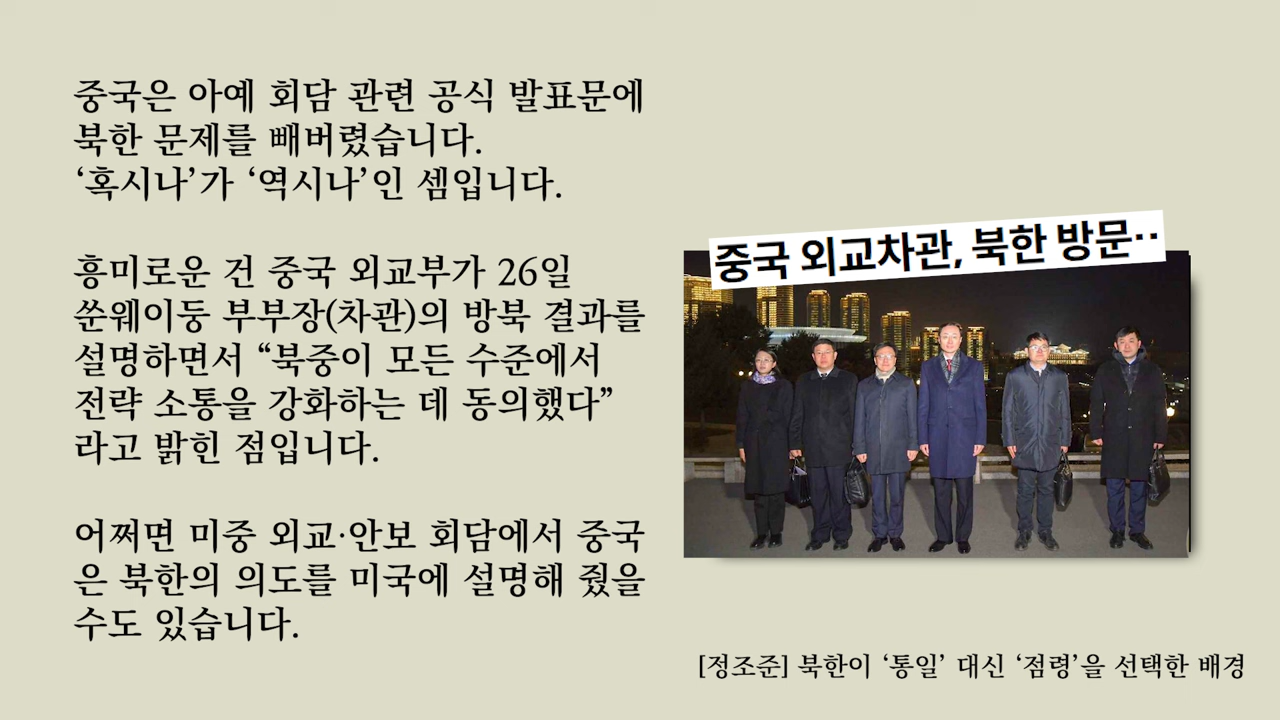 중국은 아예 회담 관련 공식 발표문에
북한 문제를 빼버렸습니다.
‘혹시나’가 ‘역시나’인 셈입니다.
흥미로운 건 중국 외교부가 26일
쑨웨이둥 부부장(차관)의 방북 결과를
설명하면서 “북중이 모든 수준에서
전략 소통을 강화하는 데 동의했다”
라고 밝힌 점입니다.
어쩌면 미중 외교·안보 회담에서 중국
은 북한의 의도를 미국에 설명해 줬을
수도 있습니다.
중국 외교차관, 북한 방문··
[정조준] 북한이 ‘통일’ 대신 ‘점령’을 선택한 배경